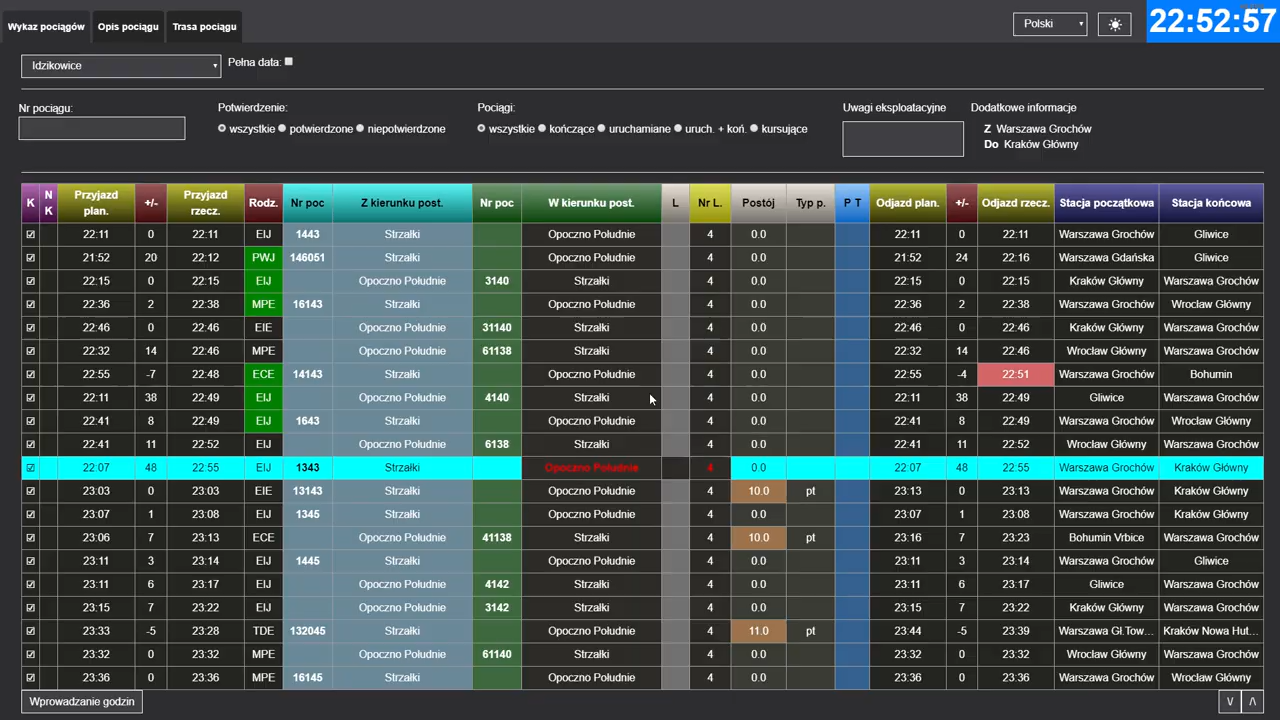 Wykaz pociągów Opis pociągu Trasa pociągu Polski 22:52:57
Idzikowice Pełna data:
Nr pociągu: Potwierdzenie: Pociągi: Uwagi eksploatacyjne Dodatkowe informacje
wszystkie potwierdzone niepotwierdzone wszystkie kończące uruchamiane uruch. + koń. kursujące Z Warszawa Grochów
Do Kraków Główny
K N K Przyjazd plan. +/- Przyjazd rzecz. Rodz. Nr poc Z kierunku post. Nr poc W kierunku post. L Nr L. Postój Typ p. P T Odjazd plan. +/- Odjazd rzecz. Stacja początkowa Stacja końcowa
22:11 0 22:11 EIJ 1443 Strzałki Opoczno Południe 4 0.0 22:11 0 22:11 Warszawa Grochów Gliwice
21:52 20 22:12 PWJ 146051 Strzałki Opoczno Południe 4 0.0 21:52 24 22:16 Warszawa Gdańska Gliwice
22:15 0 22:15 EIJ Opoczno Południe 3140 Strzałki 4 0.0 22:15 0 22:15 Kraków Główny Warszawa Grochów
22:36 2 22:38 MPE 16143 Strzałki Opoczno Południe 4 0.0 22:36 2 22:38 Warszawa Grochów Wrocław Główny
22:46 0 22:46 EIE Opoczno Południe 31140 Strzałki 4 0.0 22:46 0 22:46 Kraków Główny Warszawa Grochów
22:32 14 22:46 MPE Opoczno Południe 61138 Strzałki 4 0.0 22:32 14 22:46 Wrocław Główny Warszawa Grochów
22:55 -7 22:48 ECE 14143 Strzałki Opoczno Południe 4 0.0 22:55 -4 22:51 Warszawa Grochów Bohumin
22:11 38 22:49 EIJ Opoczno Południe 4140 Strzałki 4 0.0 22:11 38 22:49 Gliwice Warszawa Grochów
22:41 8 22:49 EIJ 1643 Strzałki Opoczno Południe 4 0.0 22:41 8 22:49 Warszawa Grochów Wrocław Główny
22:41 11 22:52 EIJ Opoczno Południe 6138 Strzałki 4 0.0 22:41 11 22:52 Wrocław Główny Warszawa Grochów
22:07 48 22:55 EIJ 1343 Strzałki Opoczno Południe 4 0.0 22:07 48 22:55 Warszawa Grochów Kraków Główny
23:03 0 23:03 EIE 13143 Strzałki Opoczno Południe 4 10.0 pt 23:13 0 23:13 Warszawa Grochów Kraków Główny
23:07 1 23:08 EIJ 1345 Strzałki Opoczno Południe 4 0.0 23:07 1 23:08 Warszawa Grochów Kraków Główny
23:06 7 23:13 ECE Opoczno Południe 41138 Strzałki 4 10.0 pt 23:16 7 23:23 Bohumin Vrbice Warszawa Grochów
23:11 3 23:14 EIJ 1445 Strzałki Opoczno Południe 4 0.0 23:11 3 23:14 Warszawa Grochów Gliwice
23:11 6 23:17 EIJ Opoczno Południe 4142 Strzałki 4 0.0 23:11 6 23:17 Gliwice Warszawa Grochów
23:15 7 23:22 EIJ Opoczno Południe 3142 Strzałki 4 0.0 23:15 7 23:22 Kraków Główny Warszawa Grochów
23:33 -5 23:28 TDE 132045 Strzałki Opoczno Południe 4 11.0 pt 23:44 -5 23:39 Warszawa Gł.Tow... Kraków Nowa Hut...
23:32 0 23:32 MPE Opoczno Południe 61140 Strzałki 4 0.0 23:32 0 23:32 Wrocław Główny Warszawa Grochów
23:36 0 23:36 MPE 16145 Strzałki Opoczno Południe 4 0.0 23:36 0 23:36 Warszawa Grochów Wrocław Główny
Wprowadzanie godzin